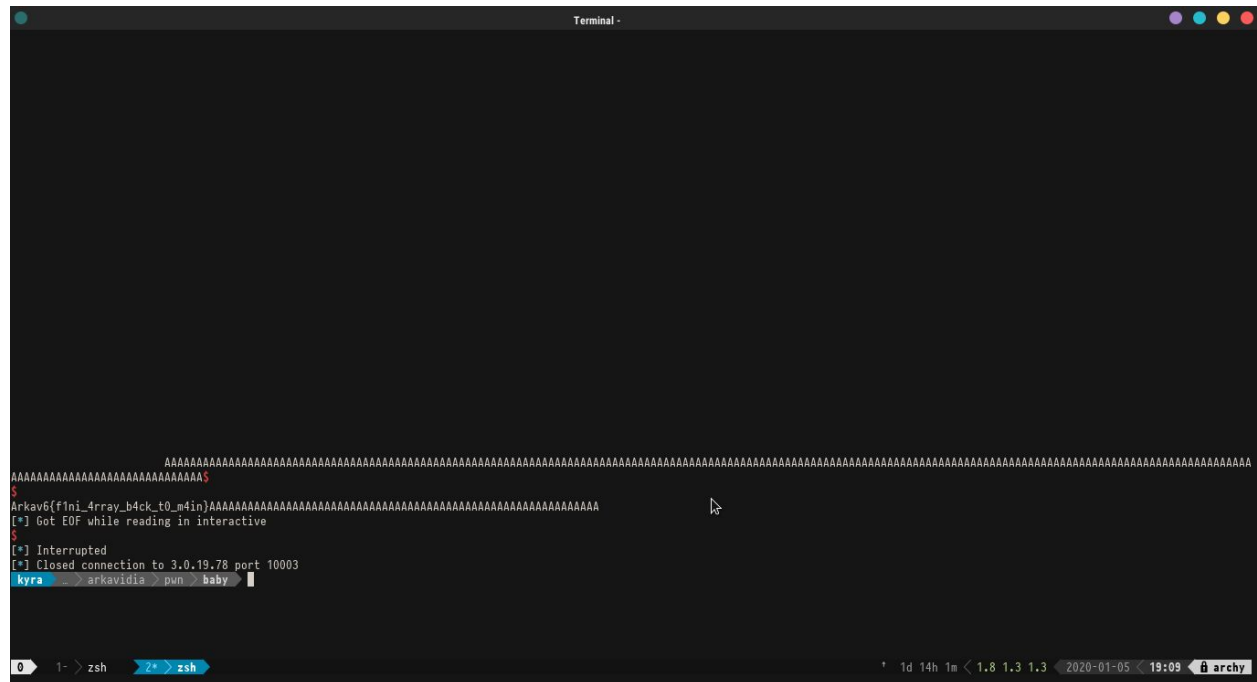 Terminal -
AAAAAAAAAAAAAAAAAAAAAAAAAAAAAAAAAAAAAAAAAAAAAAAAAAAAAAAAAAAAAAAAAAAAAAAAAAAAAAAAAAAAAAAAAAAAAAAAAAAAAAAAAAAAAAAAAAAAAAAAAAAAAAAAAAAAAAAAAAAAAAAAAAAAAAAAAAAAAAAAAAAAAAAAAA
AAAAAAAAAAAAAAAAAAAAAAAAAAAAAA$
$
Arkav6{f1ni_4rray_b4ck_t0_m4in}AAAAAAAAAAAAAAAAAAAAAAAAAAAAAAAAAAAAAAAAAAAAAAAAAAAAAAAAAAAAA
[*] Got EOF while reading in interactive
$
[*] Interrupted
[*] Closed connection to 3.0.19.78 port 10003
kyra .. arkavidia pwn baby
0 1- zsh 2* zsh ↑ 1d 14h 1m 1.8 1.3 1.3 2020-01-05 19:09 archy